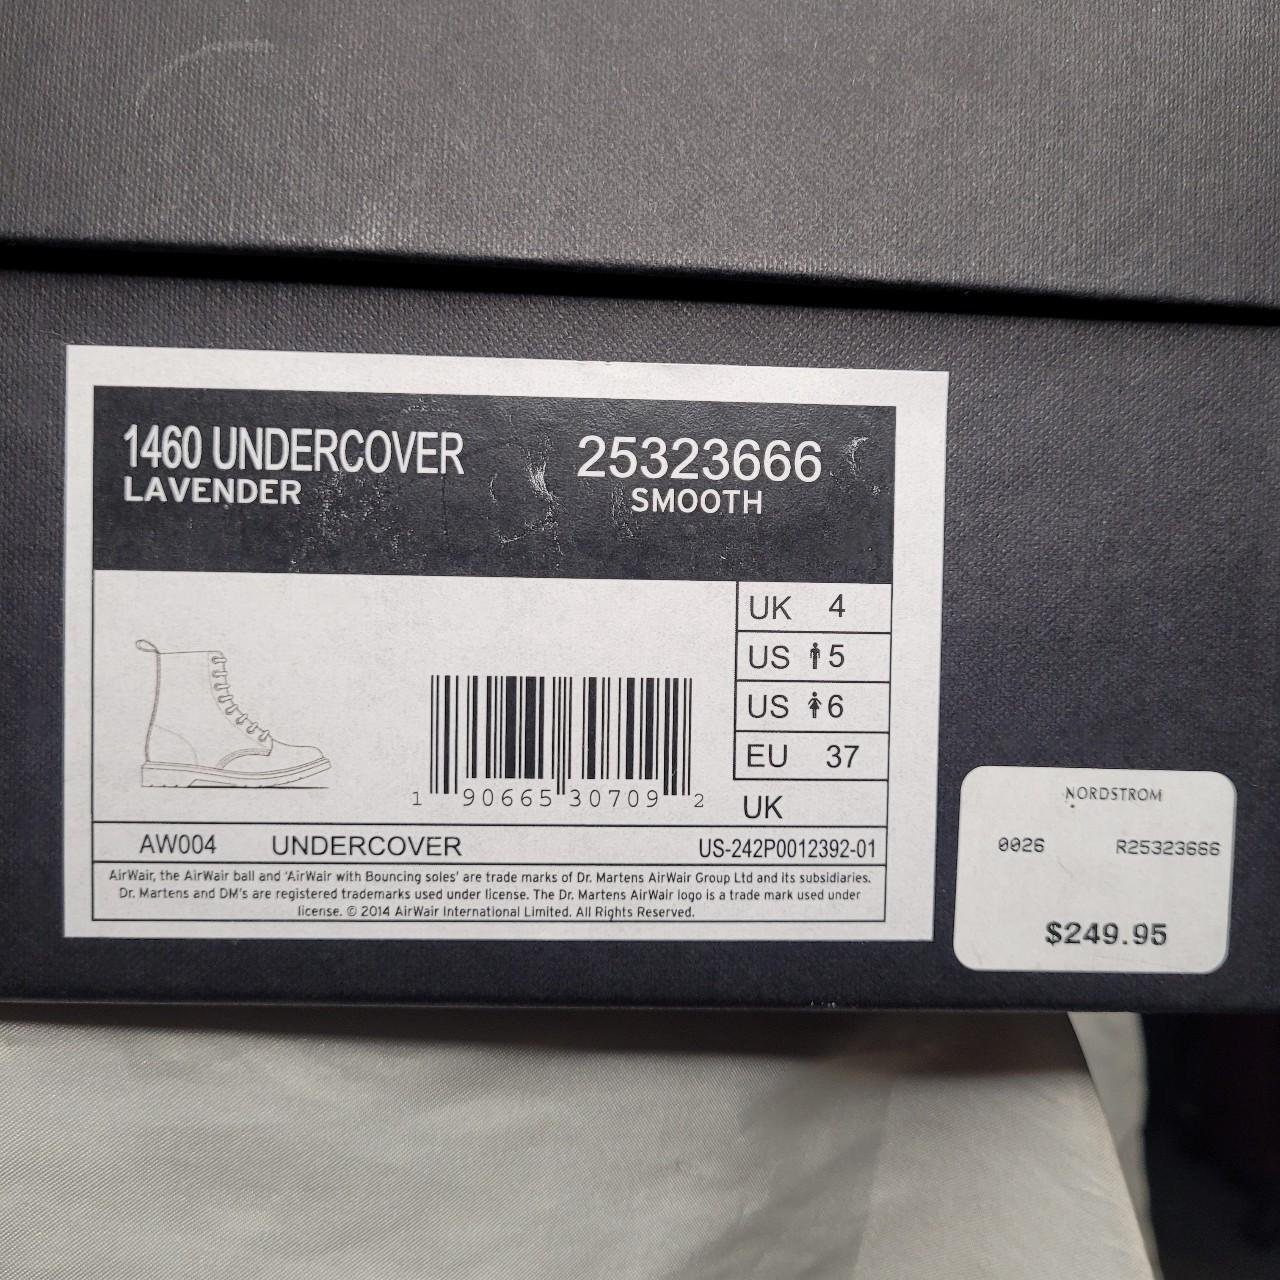 1460 UNDERCOVER
LAVENDER
25323666
SMOOTH
UK 4
US 5
US 6
EU 37
UK
1 90665 30709 2
AW004 UNDERCOVER US-242P0012392-01
AirWair, the AirWair ball and 'AirWair with Bouncing soles' are trade marks of Dr. Martens AirWair Group Ltd and its subsidiaries.
Dr. Martens and DM's are registered trademarks used under license. The Dr. Martens AirWair logo is a trade mark used under
license. © 2014 AirWair International Limited. All Rights Reserved.
NORDSTROM
0026 R25323666
$249.95